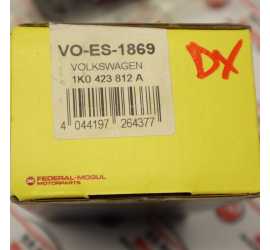 VO-ES-1869
VOLKSWAGEN
1K0 423 812 A
4 044197 264377
DX
FEDERAL-MOGUL
MOTORPARTS